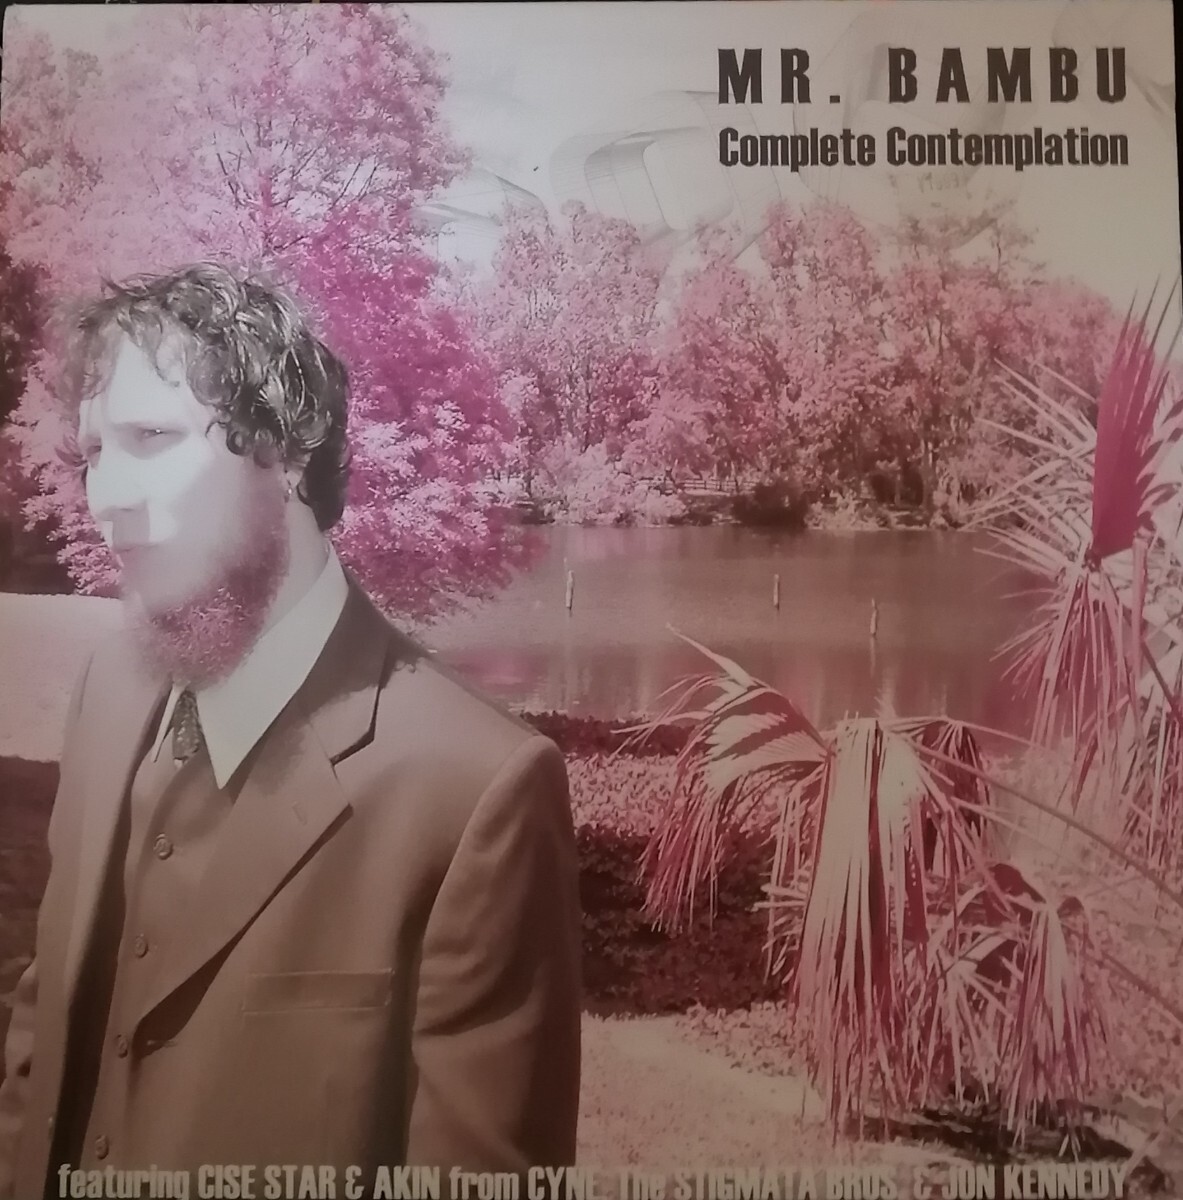 MR. BAMBU
Complete Contemplation
featuring CISE STAR & AKIN from CYNE, The STIGMATA BROS. & JON KENNEDY